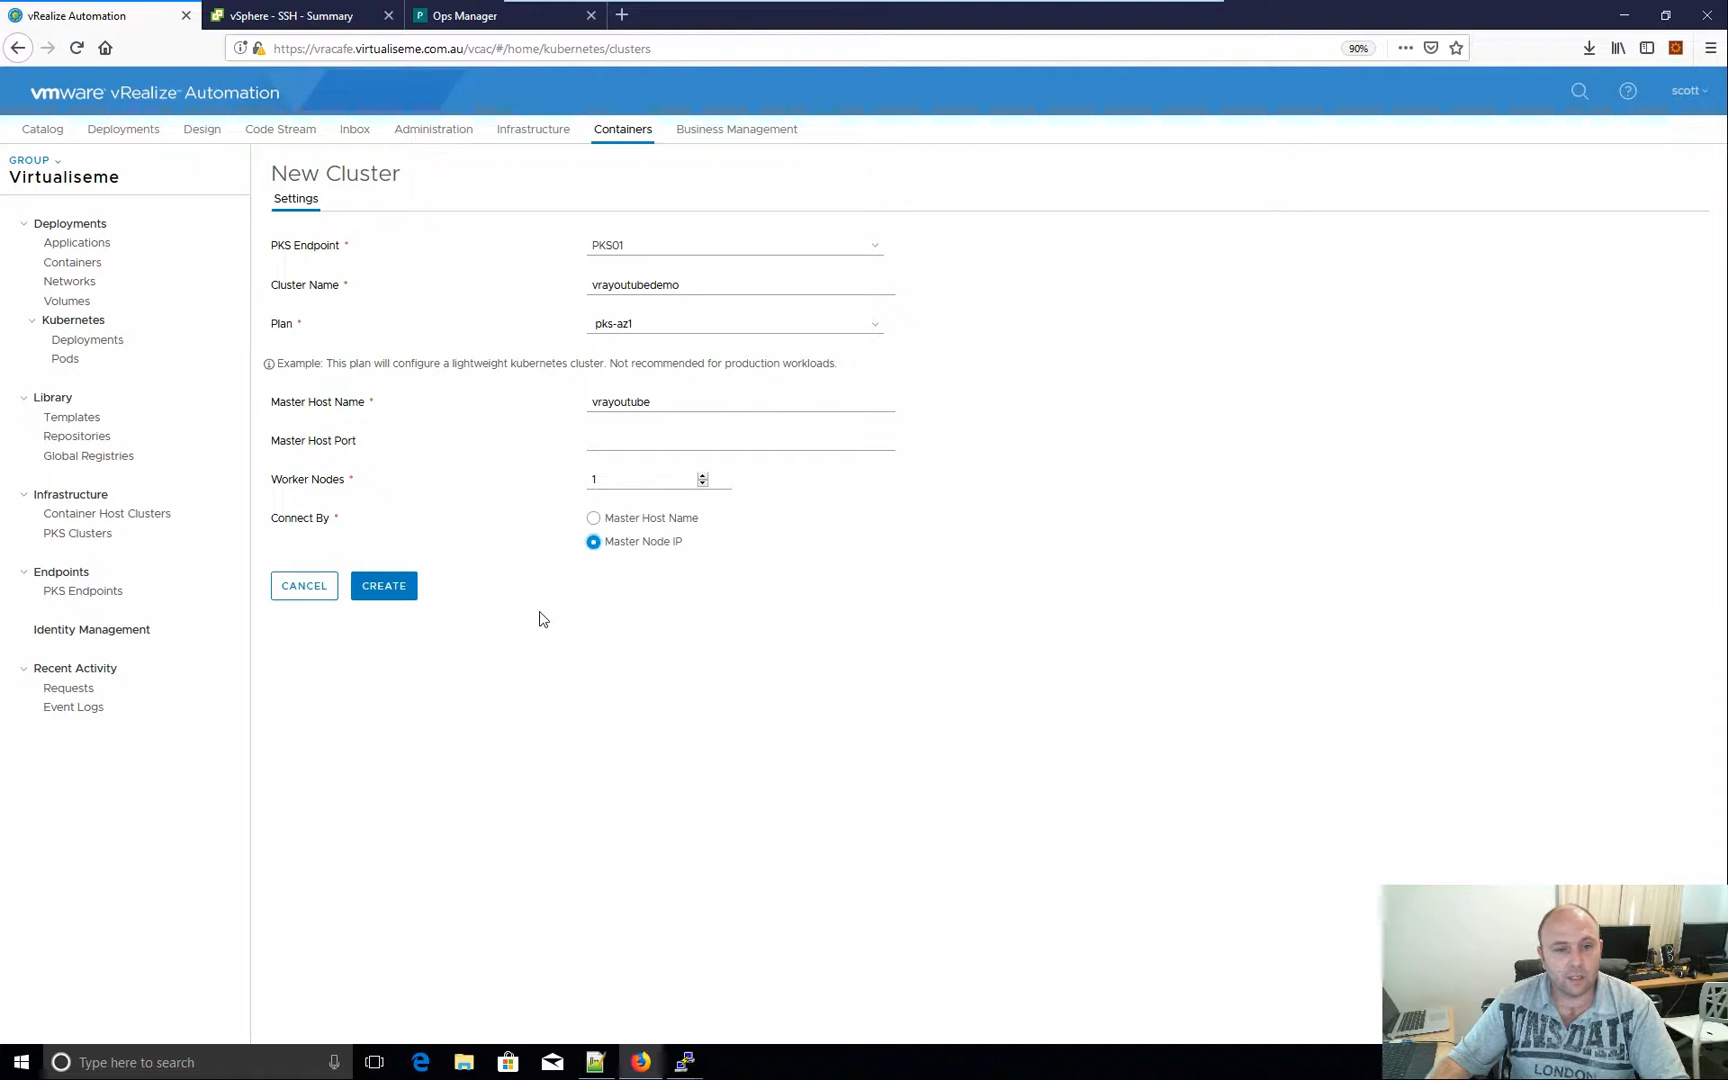 vRealize Automation
vSphere - SSH - Summary
Ops Manager
https://vracafe.virtualiseme.com.au/vcac/#/home/kubernetes/clusters
90%
vmware vRealize Automation
scott
Catalog
Deployments
Design
Code Stream
Inbox
Administration
Infrastructure
Containers
Business Management
GROUP
Virtualiseme
Deployments
Applications
Containers
Networks
Volumes
Kubernetes
Deployments
Pods
Library
Templates
Repositories
Global Registries
Infrastructure
Container Host Clusters
PKS Clusters
Endpoints
PKS Endpoints
Identity Management
Recent Activity
Requests
Event Logs
New Cluster
Settings
PKS Endpoint *
PKS01
Cluster Name *
vrayoutubedemo
Plan *
pks-az1
Example: This plan will configure a lightweight kubernetes cluster. Not recommended for production workloads.
Master Host Name *
vrayoutube
Master Host Port
Worker Nodes *
1
Connect By *
Master Host Name
Master Node IP
CANCEL
CREATE
LONSDALE
LONDON
Type here to search